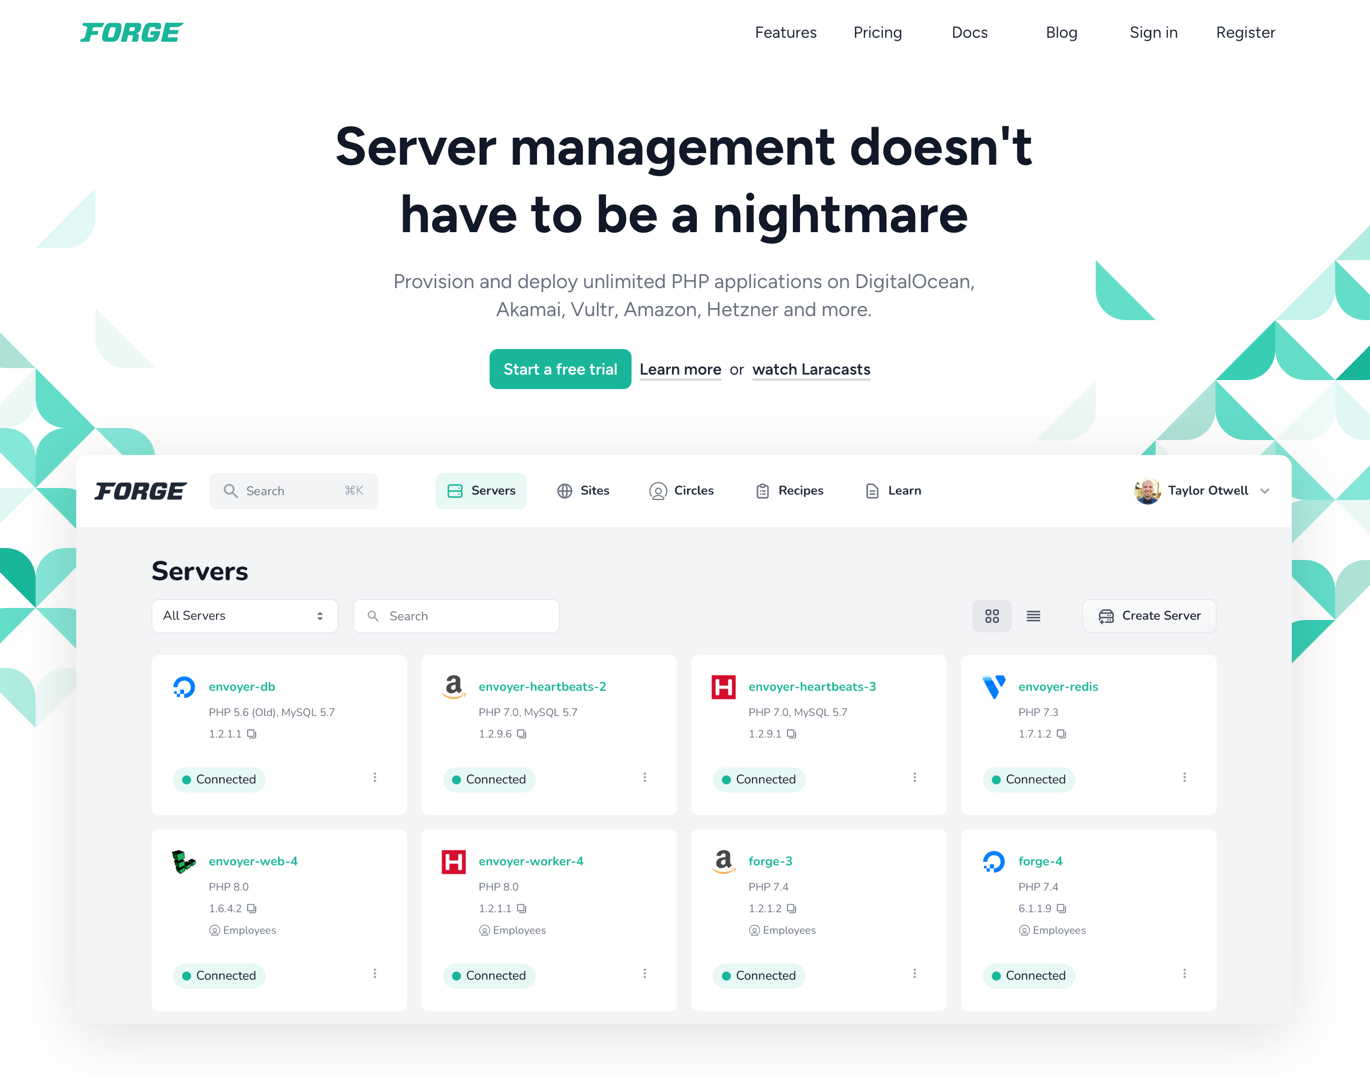 FORGE
Features Pricing Docs Blog Sign in Register
Server management doesn't
have to be a nightmare
Provision and deploy unlimited PHP applications on DigitalOcean,
Akamai, Vultr, Amazon, Hetzner and more.
Start a free trial Learn more or watch Laracasts
FORGE Search ⌘K Servers Sites Circles Recipes Learn Taylor Otwell
Servers
All Servers Search Create Server
envoyer-db
PHP 5.6 (Old), MySQL 5.7
1.2.1.1
Connected
envoyer-heartbeats-2
PHP 7.0, MySQL 5.7
1.2.9.6
Connected
envoyer-heartbeats-3
PHP 7.0, MySQL 5.7
1.2.9.1
Connected
envoyer-redis
PHP 7.3
1.7.1.2
Connected
envoyer-web-4
PHP 8.0
1.6.4.2
Employees
Connected
envoyer-worker-4
PHP 8.0
1.2.1.1
Employees
Connected
forge-3
PHP 7.4
1.2.1.2
Employees
Connected
forge-4
PHP 7.4
6.1.1.9
Employees
Connected